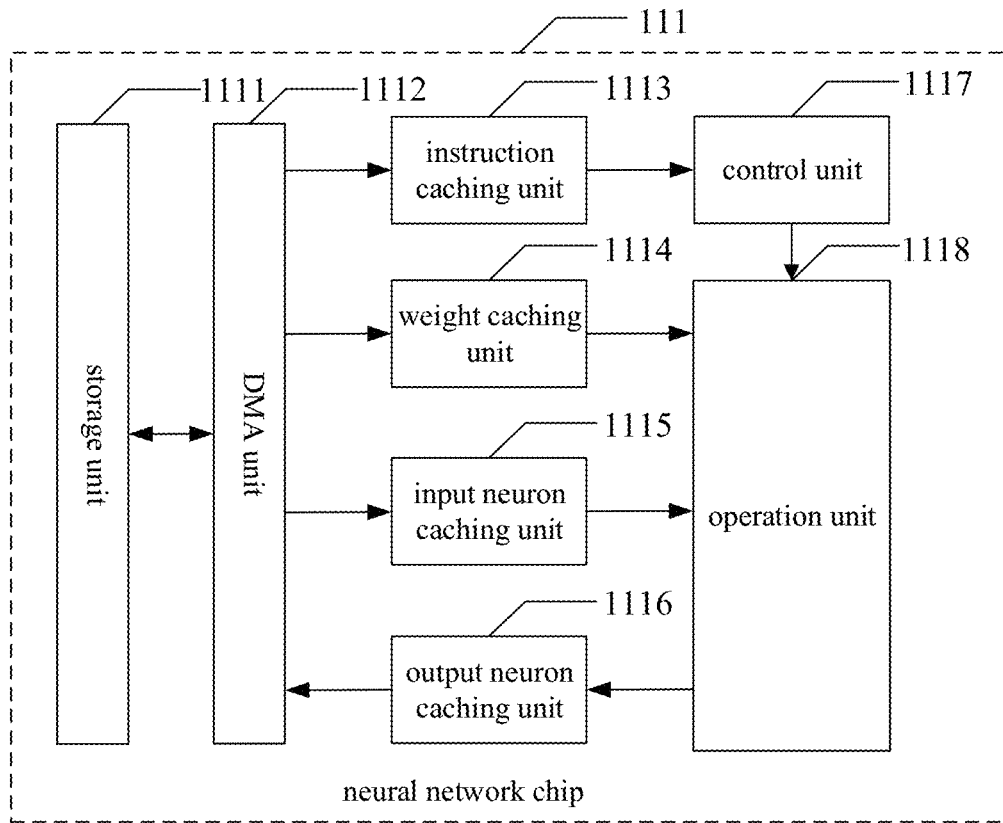 111
1111
1112
1113
1117
instruction
caching unit
control unit
1114
1118
weight caching
unit
storage unit
DMA unit
1115
input neuron
caching unit
operation unit
1116
output neuron
caching unit
neural network chip